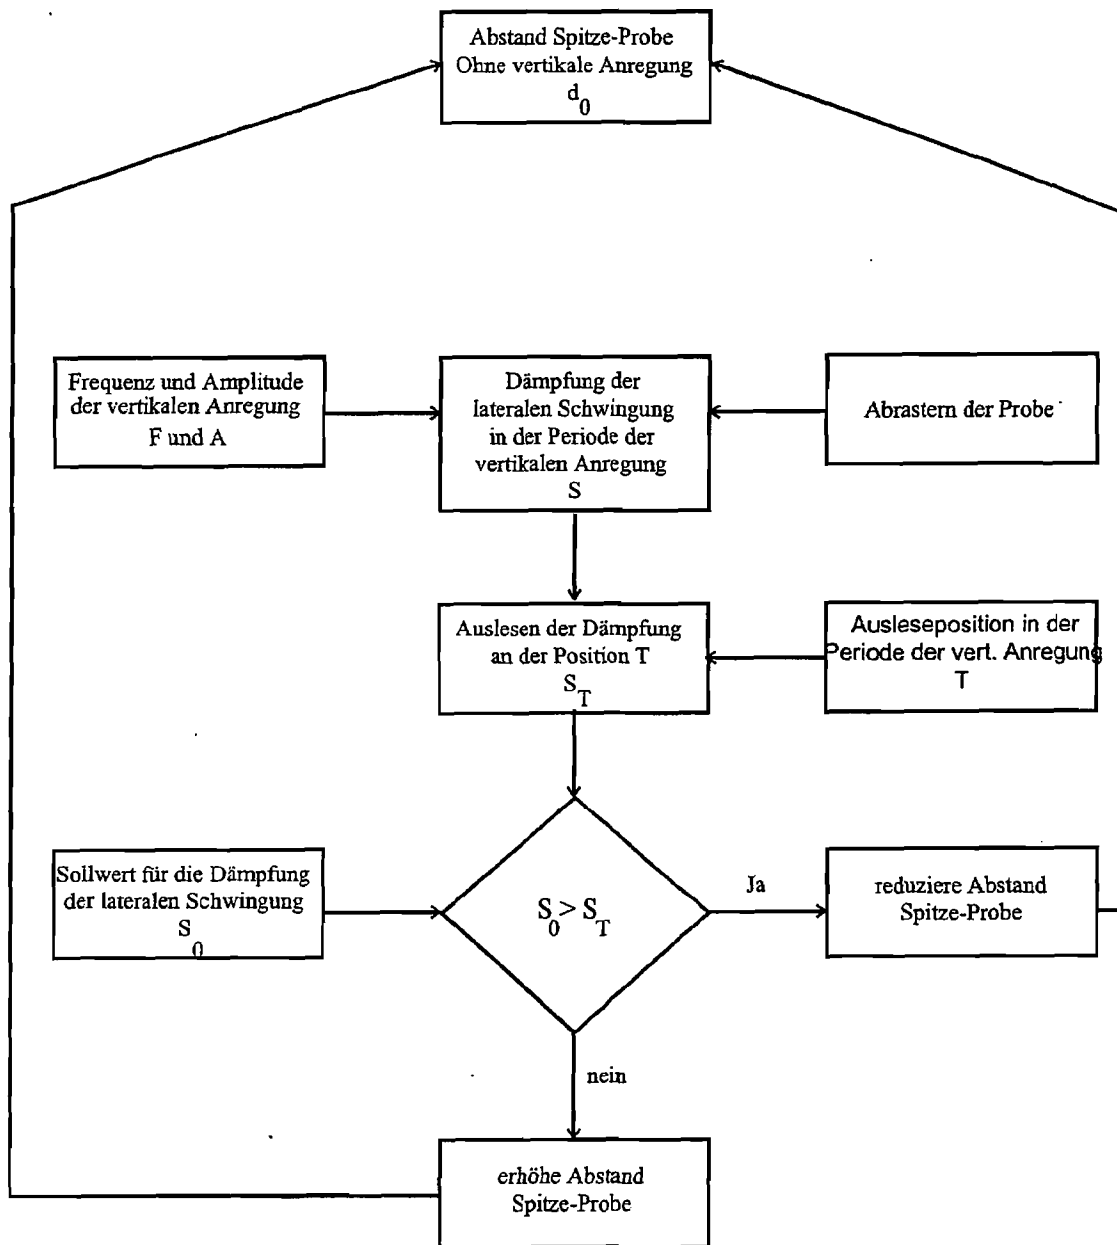 Abstand Spitze-Probe
Ohne vertikale Anregung
d₀
Frequenz und Amplitude
der vertikalen Anregung
F und A
Dämpfung der
lateralen Schwingung
in der Periode der
vertikalen Anregung
S
Abrastern der Probe
Auslesen der Dämpfung
an der Position T
S_T
Ausleseposition in der
Periode der vert. Anregung
T
Sollwert für die Dämpfung
der lateralen Schwingung
S₀
S₀ > S_T
Ja
reduziere Abstand
Spitze-Probe
nein
erhöhe Abstand
Spitze-Probe